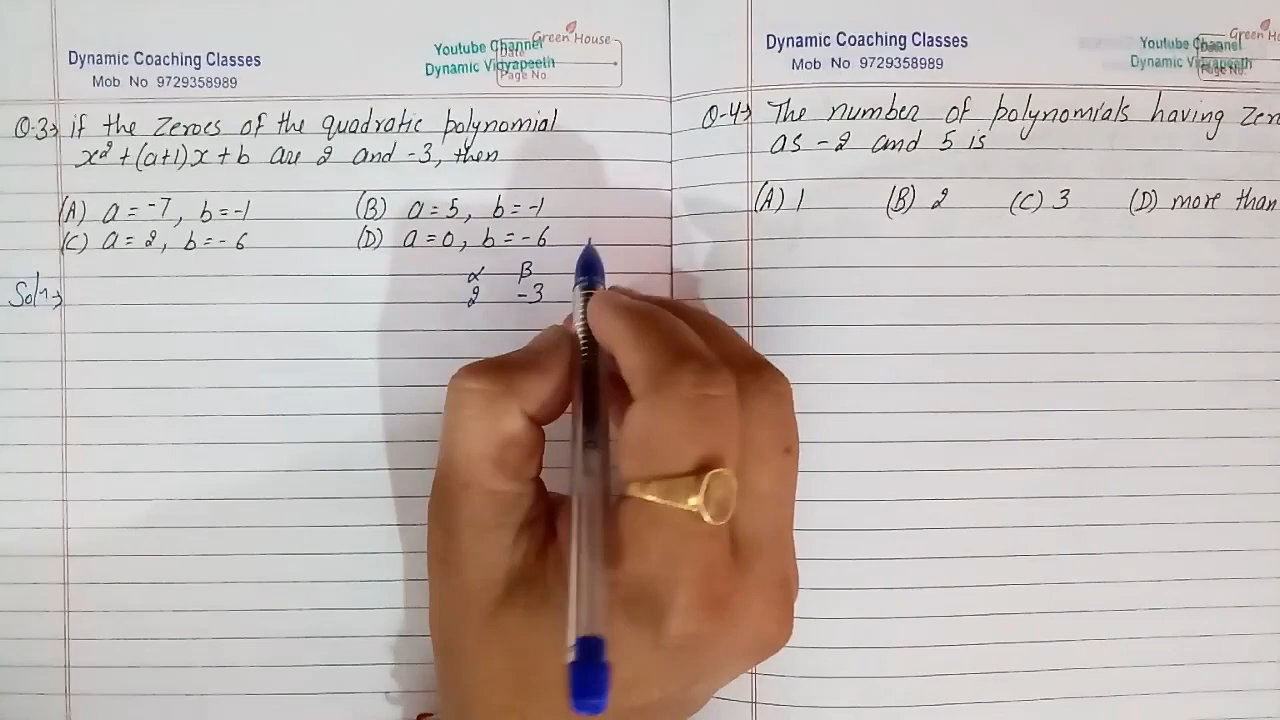 Dynamic Coaching Classes
Mob No 9729358989
Youtube Channel
Dynamic Vidyapeeth
Green House
Date
Page No
Q-3→ if the zeroes of the quadratic polynomial
x²+(a+1)x+b are 2 and -3, then
(A) a = -7, b = -1 (B) a = 5, b = -1
(C) a = 2, b = -6 (D) a = 0, b = -6
Soln→
α β
2 -3
Dynamic Coaching Classes
Mob No 9729358989
Youtube Channel
Dynamic Vidyapeeth
Green Ho
Page No
Q-4→ The number of polynomials having zer
as -2 and 5 is
(A) 1 (B) 2 (C) 3 (D) more than